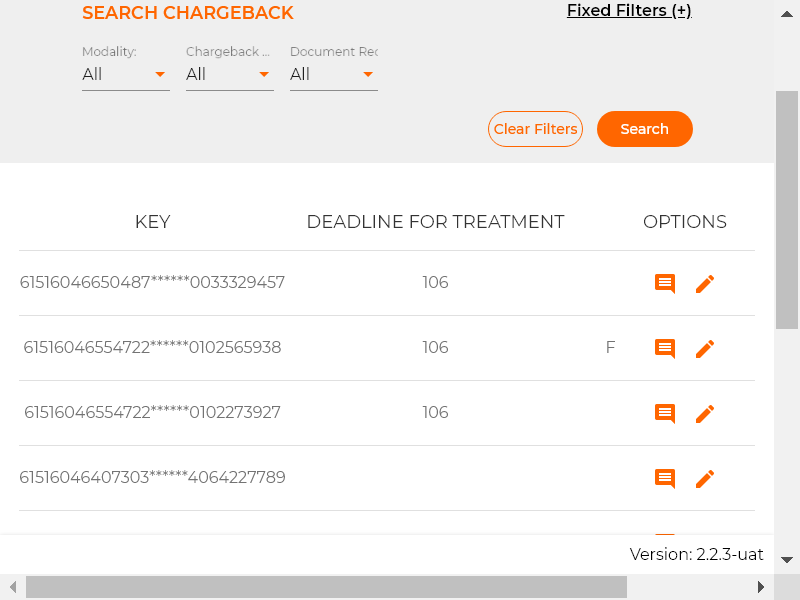 SEARCH CHARGEBACK
Fixed Filters (+)
Modality: Chargeback ... Document Rec
All All All
Clear Filters Search
KEY DEADLINE FOR TREATMENT OPTIONS
61516046650487******0033329457 106
61516046554722******0102565938 106 F
61516046554722******0102273927 106
61516046407303******4064227789
Version: 2.2.3-uat